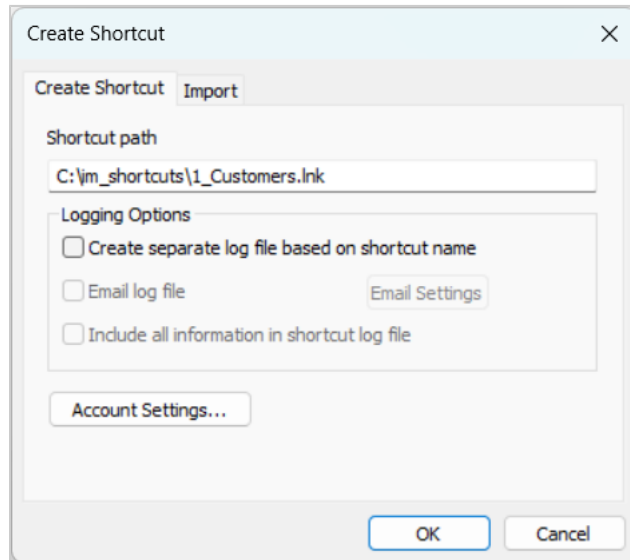 Create Shortcut
Create Shortcut Import
Shortcut path
C:\jm_shortcuts\1_Customers.lnk
Logging Options
Create separate log file based on shortcut name
Email log file Email Settings
Include all information in shortcut log file
Account Settings...
OK Cancel